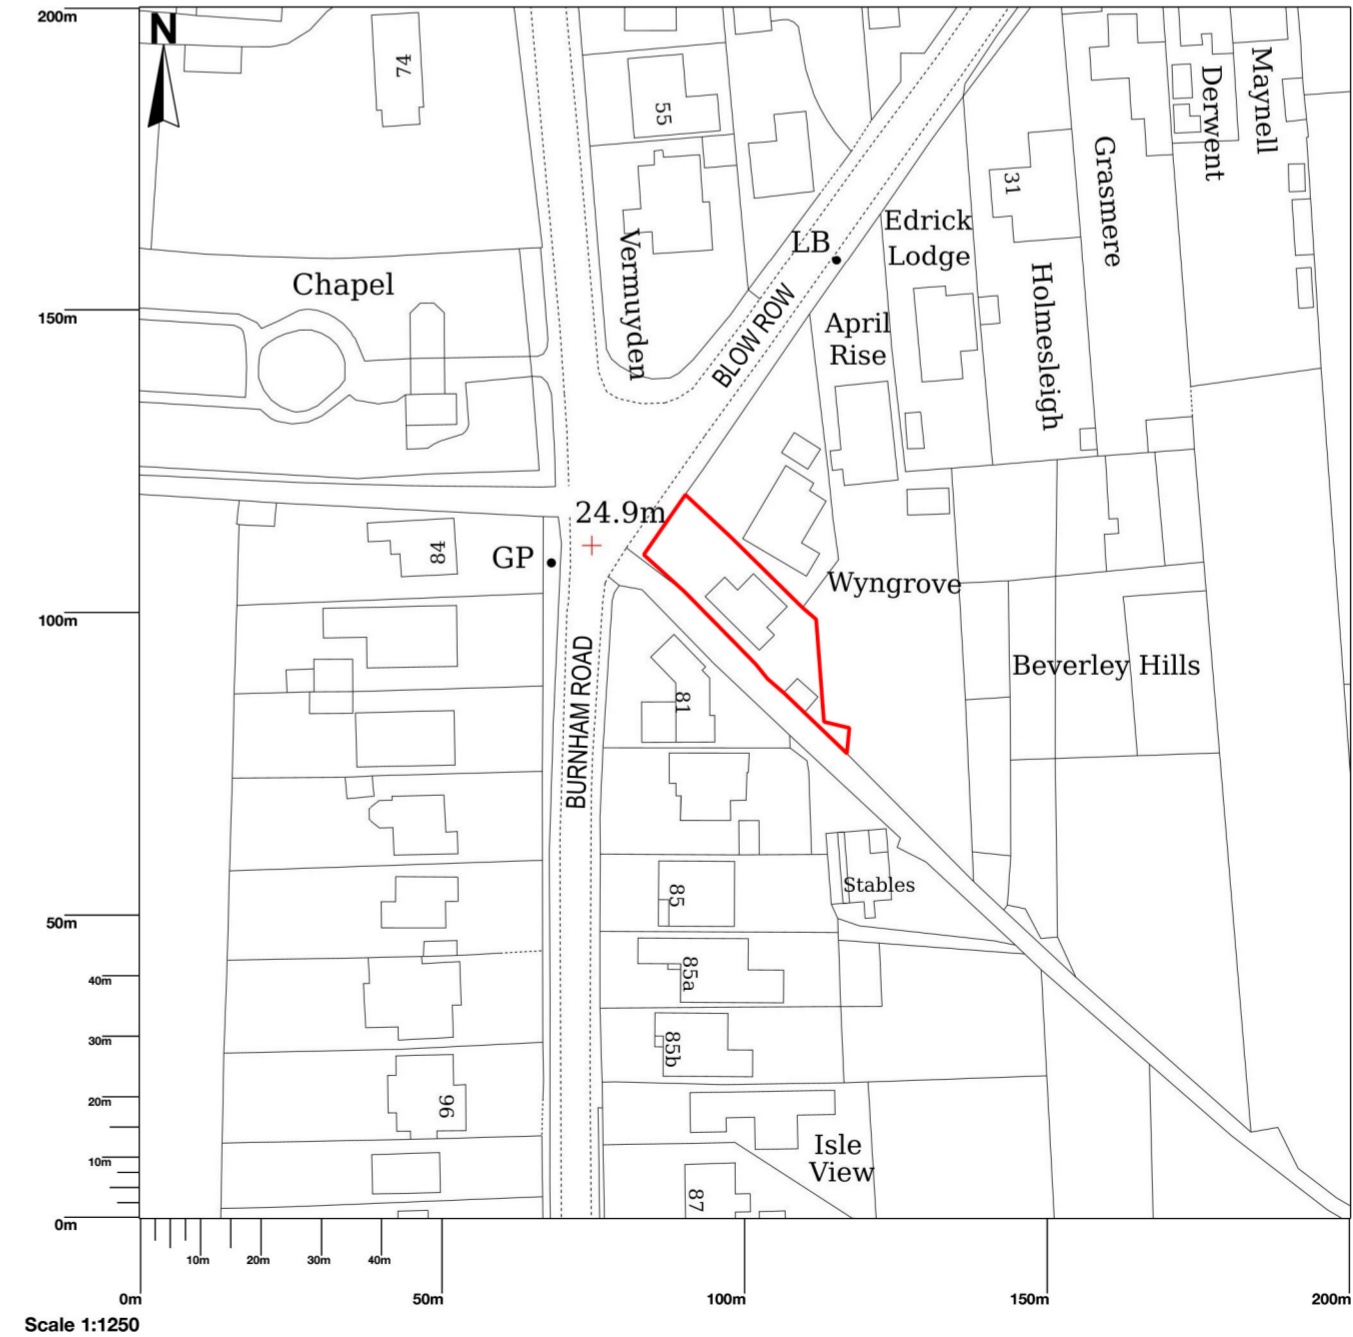 200m
N
74
55
Derwent
Maynell
Grasmere
31
Edrick
Lodge
LB
Vermuyden
Chapel
Holmesleigh
150m
BLOW ROW
April
Rise
24.9m
84
GP
Wyngrove
100m
BURNHAM ROAD
Beverley Hills
81
Stables
85
50m
85a
40m
85b
30m
96
20m
Isle
View
10m
87
0m
10m 20m 30m 40m
0m 50m 100m 150m 200m
Scale 1:1250